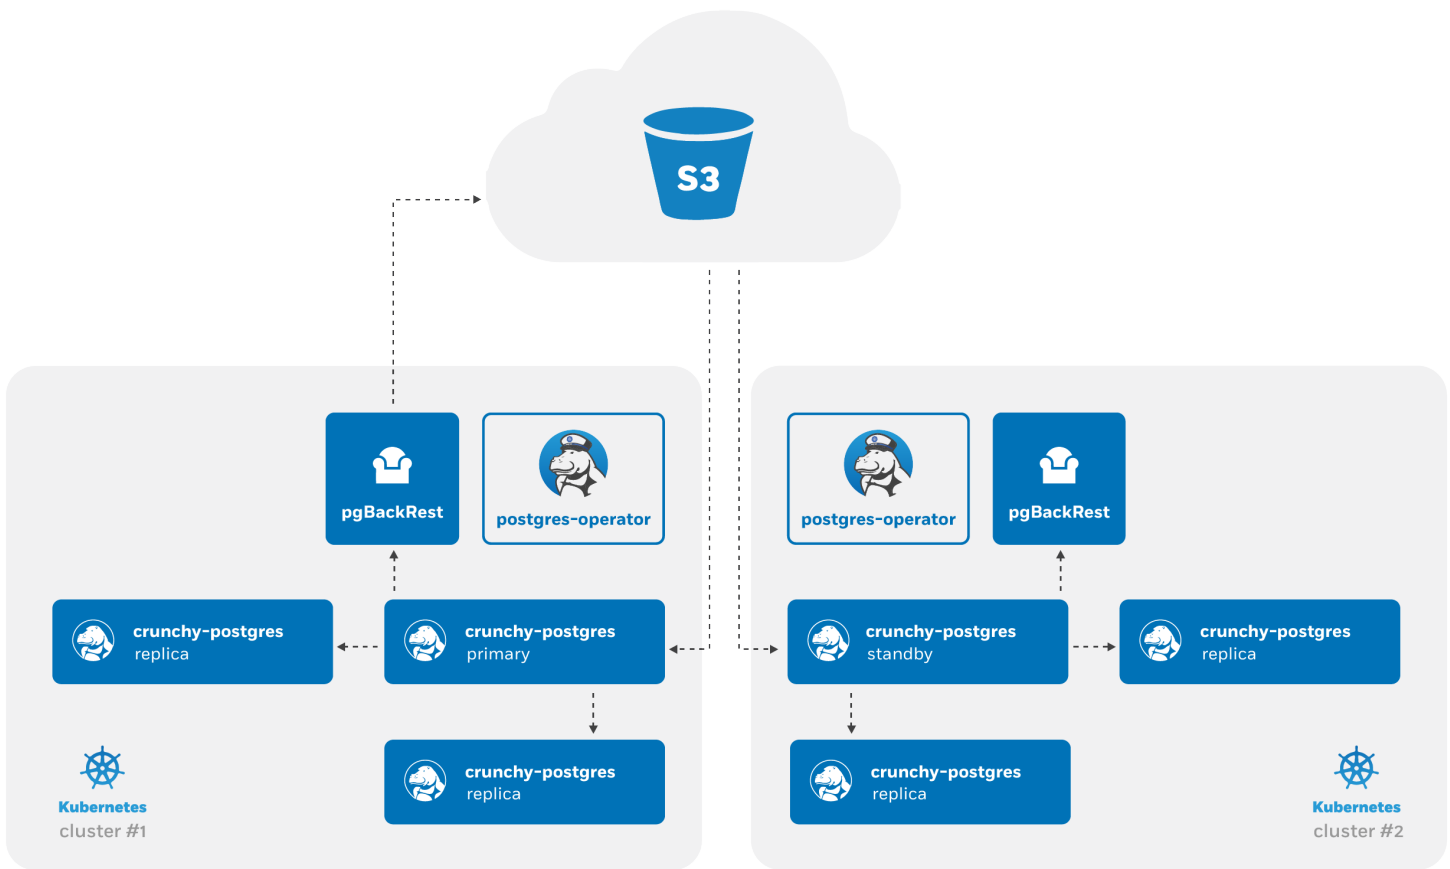 S3
pgBackRest
postgres-operator
crunchy-postgres
replica
crunchy-postgres
primary
crunchy-postgres
replica
Kubernetes
cluster #1
postgres-operator
pgBackRest
crunchy-postgres
standby
crunchy-postgres
replica
crunchy-postgres
replica
Kubernetes
cluster #2